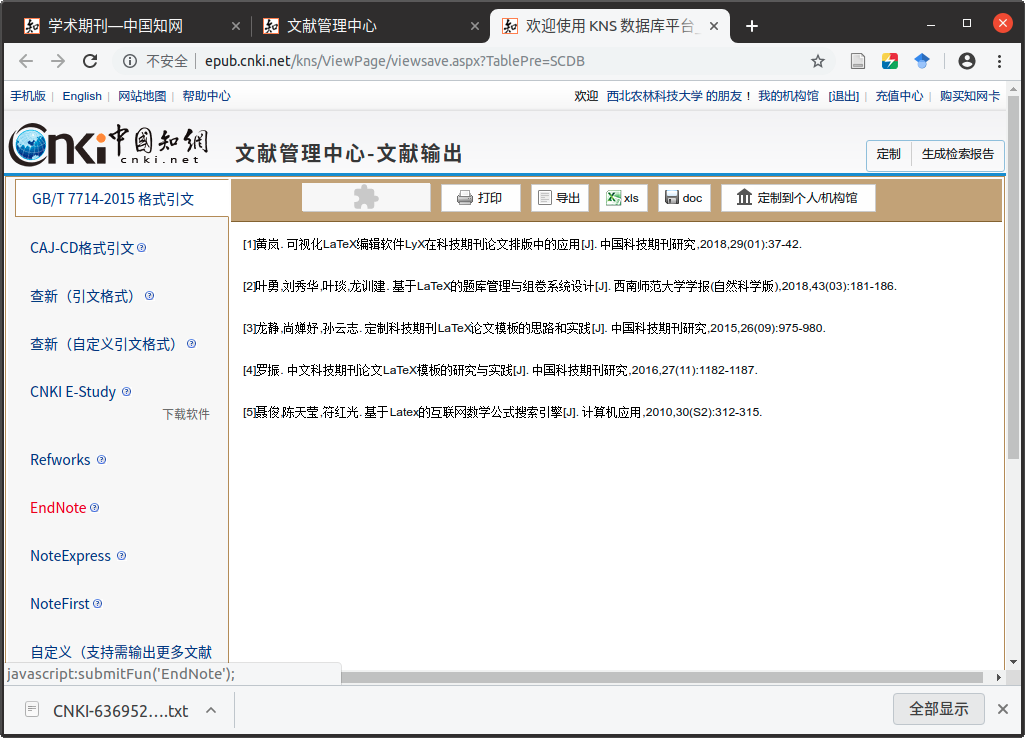 学术期刊—中国知网
文献管理中心
欢迎使用 KNS 数据库平台_
不安全 | epub.cnki.net/kns/ViewPage/viewsave.aspx?TablePre=SCDB
手机版 | English | 网站地图 | 帮助中心
欢迎 西北农林科技大学 的朋友！ 我的机构馆 [退出] | 充值中心 | 购买知网卡
Cnki 中國知網
cnki.net
文献管理中心-文献输出
定制
生成检索报告
GB/T 7714-2015 格式引文
打印
导出
xls
doc
定制到个人/机构馆
CAJ-CD格式引文
查新（引文格式）
查新（自定义引文格式）
CNKI E-Study
下载软件
Refworks
EndNote
NoteExpress
NoteFirst
自定义（支持需输出更多文献
[1]黄岚. 可视化LaTeX编辑软件LyX在科技期刊论文排版中的应用[J]. 中国科技期刊研究,2018,29(01):37-42.
[2]叶勇,刘秀华,叶琰,龙训建. 基于LaTeX的题库管理与组卷系统设计[J]. 西南师范大学学报(自然科学版),2018,43(03):181-186.
[3]龙静,尚婵妤,孙云志. 定制科技期刊LaTeX论文模板的思路和实践[J]. 中国科技期刊研究,2015,26(09):975-980.
[4]罗振. 中文科技期刊论文LaTeX模板的研究与实践[J]. 中国科技期刊研究,2016,27(11):1182-1187.
[5]聂俊,陈天莹,符红光. 基于Latex的互联网数学公式搜索引擎[J]. 计算机应用,2010,30(S2):312-315.
javascript:submitFun('EndNote');
CNKI-636952....txt
全部显示